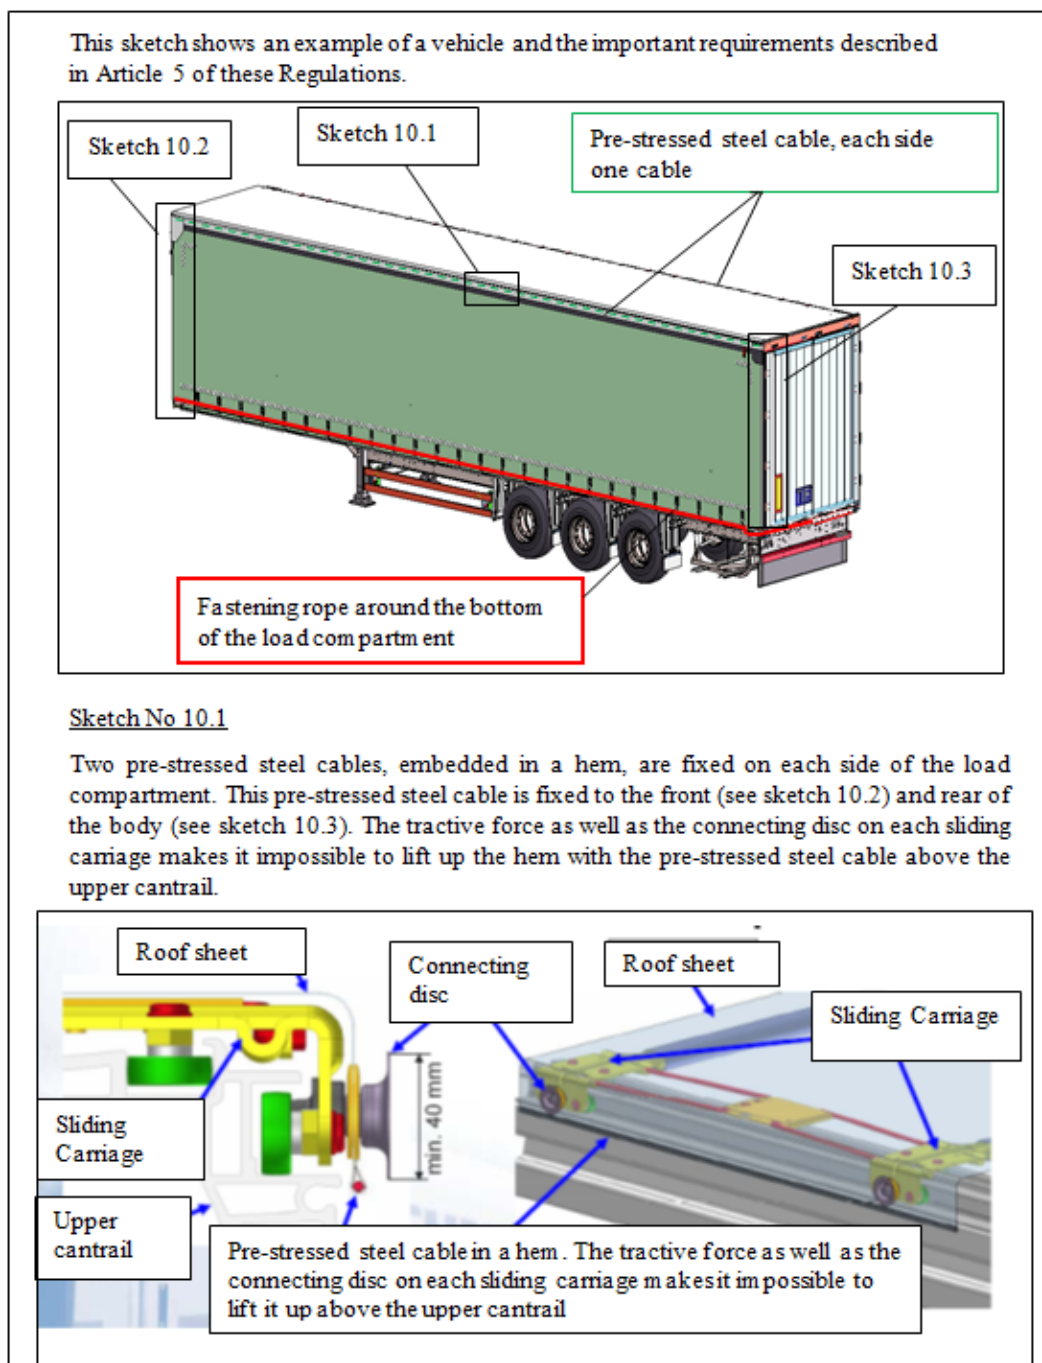 This sketch shows an example of a vehicle and the important requirements described
in Article 5 of these Regulations.
Sketch 10.2
Sketch 10.1
Pre-stressed steel cable, each side
one cable
Sketch 10.3
Fastening rope around the bottom
of the load compartment
Sketch No 10.1
Two pre-stressed steel cables, embedded in a hem, are fixed on each side of the load
compartment. This pre-stressed steel cable is fixed to the front (see sketch 10.2) and rear of
the body (see sketch 10.3). The tractive force as well as the connecting disc on each sliding
carriage makes it impossible to lift up the hem with the pre-stressed steel cable above the
upper cantrail.
Roof sheet
Connecting
disc
Roof sheet
Sliding Carriage
min. 40 mm
Sliding
Carriage
Upper
cantrail
Pre-stressed steel cable in a hem. The tractive force as well as the
connecting disc on each sliding carriage makes it impossible to
lift it up above the upper cantrail